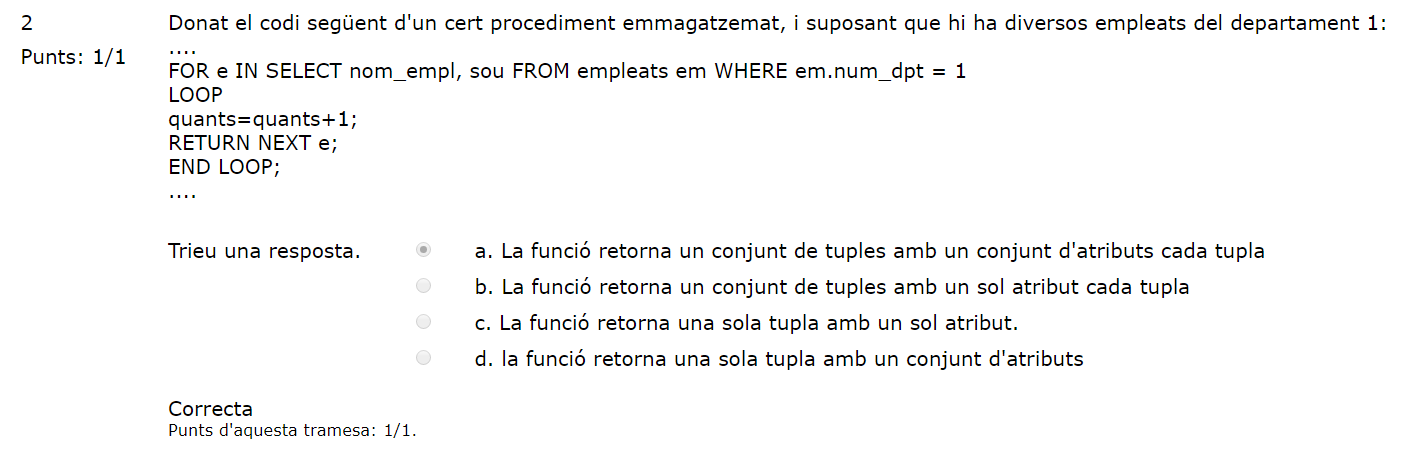 2
Punts: 1/1
Donat el codi següent d'un cert procediment emmagatzemat, i suposant que hi ha diversos empleats del departament 1:
....
FOR e IN SELECT nom_empl, sou FROM empleats em WHERE em.num_dpt = 1
LOOP
quants=quants+1;
RETURN NEXT e;
END LOOP;
....
Trieu una resposta.
a. La funció retorna un conjunt de tuples amb un conjunt d'atributs cada tupla
b. La funció retorna un conjunt de tuples amb un sol atribut cada tupla
c. La funció retorna una sola tupla amb un sol atribut.
d. la funció retorna una sola tupla amb un conjunt d'atributs
Correcta
Punts d'aquesta tramesa: 1/1.